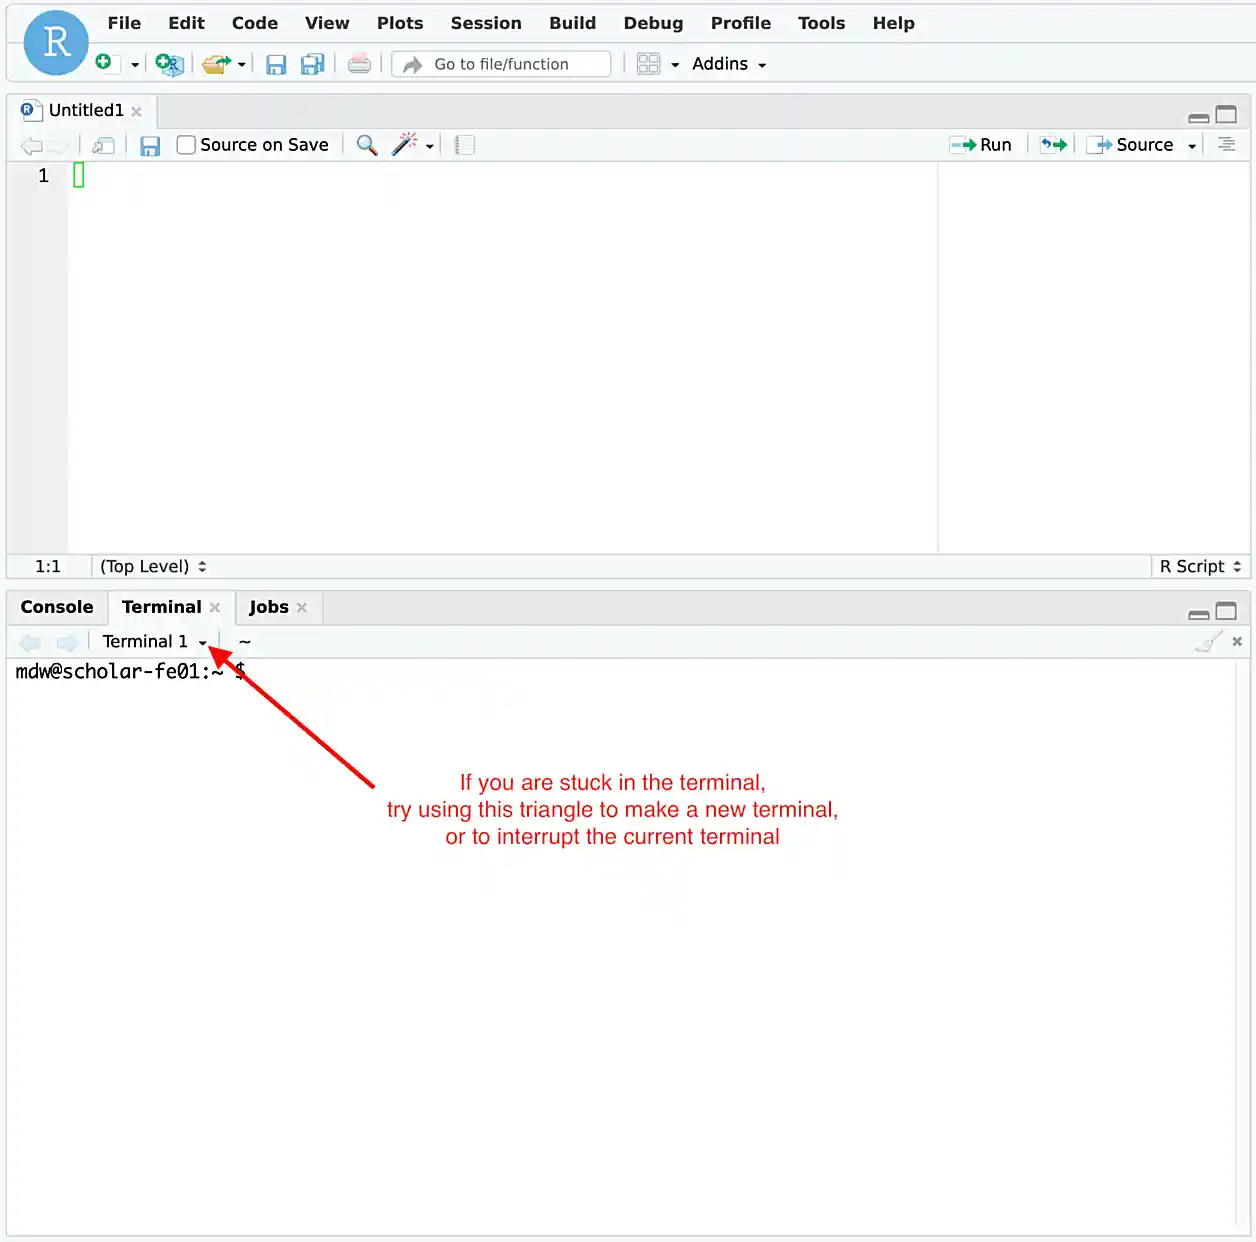 R File Edit Code View Plots Session Build Debug Profile Tools Help
R Go to file/function Addins
R Untitled1
Source on Save Run Source
1
1:1 (Top Level) R Script
Console Terminal Jobs
Terminal 1 ~
mdw@scholar-fe01:~ $
If you are stuck in the terminal,
try using this triangle to make a new terminal,
or to interrupt the current terminal